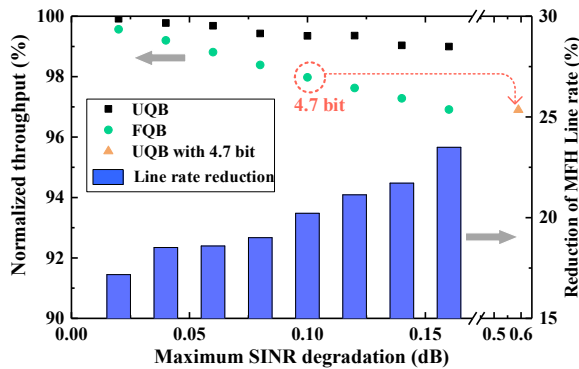 Normalized throughput (%)
100
98
96
94
92
90
UQB
FQB
UQB with 4.7 bit
Line rate reduction
4.7 bit
30
25
20
15
Reduction of MFH Line rate (%)
0.00 0.05 0.10 0.15 0.5 0.6
Maximum SINR degradation (dB)